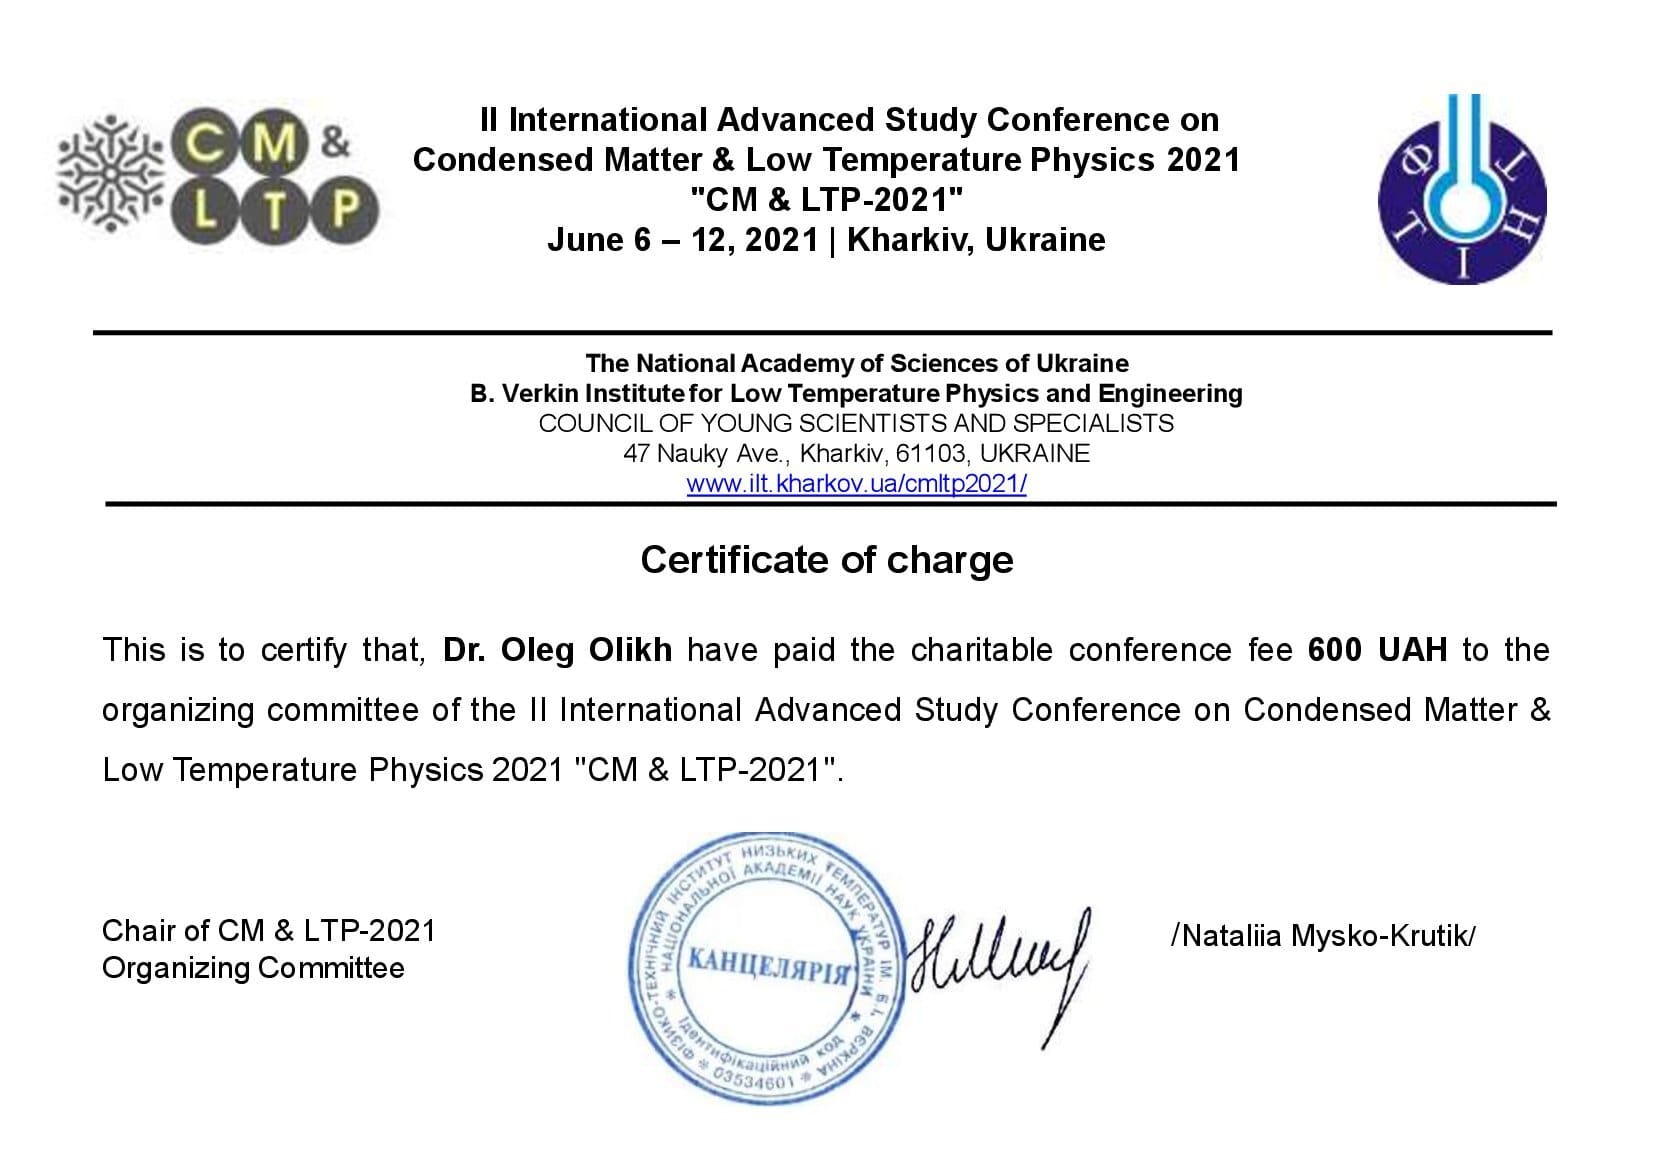 CM &
LTP
II International Advanced Study Conference on
Condensed Matter & Low Temperature Physics 2021
"CM & LTP-2021"
June 6 – 12, 2021 | Kharkiv, Ukraine
ФТІНТ
The National Academy of Sciences of Ukraine
B. Verkin Institute for Low Temperature Physics and Engineering
COUNCIL OF YOUNG SCIENTISTS AND SPECIALISTS
47 Nauky Ave., Kharkiv, 61103, UKRAINE
www.ilt.kharkov.ua/cmltp2021/
Certificate of charge
This is to certify that, Dr. Oleg Olikh have paid the charitable conference fee 600 UAH to the
organizing committee of the II International Advanced Study Conference on Condensed Matter &
Low Temperature Physics 2021 "CM & LTP-2021".
Chair of CM & LTP-2021
Organizing Committee
ФІЗИКО-ТЕХНІЧНИЙ ІНСТИТУТ НИЗЬКИХ ТЕМПЕРАТУР ІМ. Б.І. ВЕРКІНА
НАЦІОНАЛЬНОЇ АКАДЕМІЇ НАУК УКРАЇНИ
КАНЦЕЛЯРІЯ
Ідентифікаційний код
03534601
/Nataliia Mysko-Krutik/